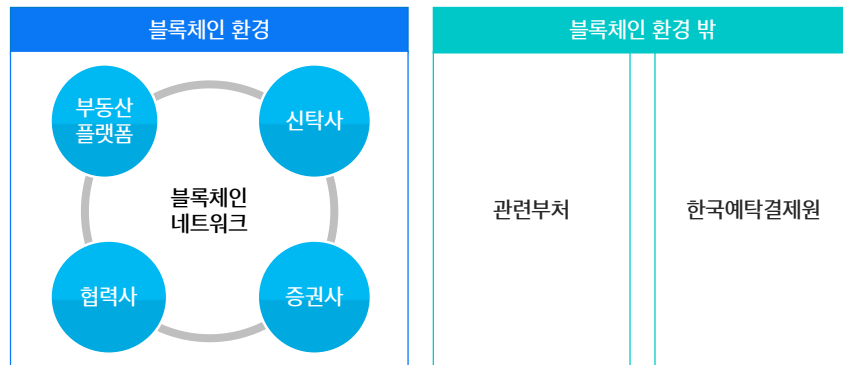 블록체인 환경
부동산
플랫폼
신탁사
블록체인
네트워크
협력사
증권사
블록체인 환경 밖
관련부처
한국예탁결제원